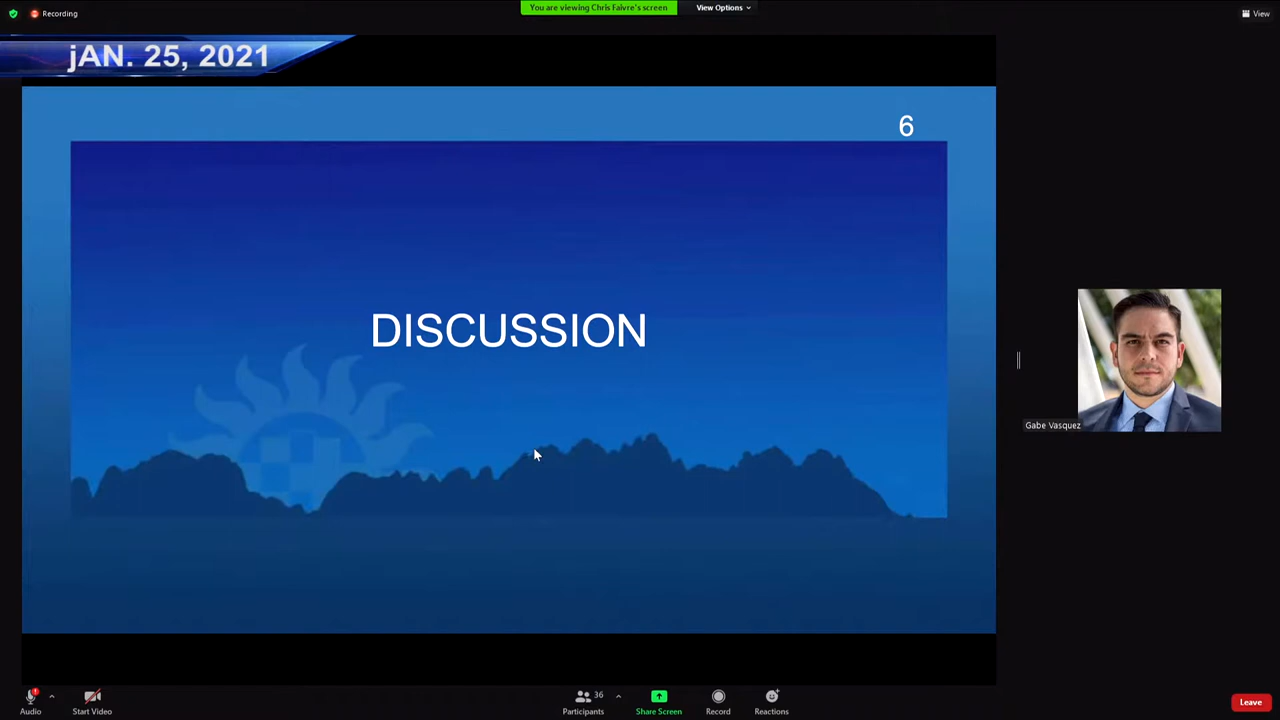 Recording
You are viewing Chris Faivre's screen
View Options
View
jAN. 25, 2021
6
DISCUSSION
Gabe Vasquez
Audio
Start Video
Participants
36
Share Screen
Record
Reactions
Leave